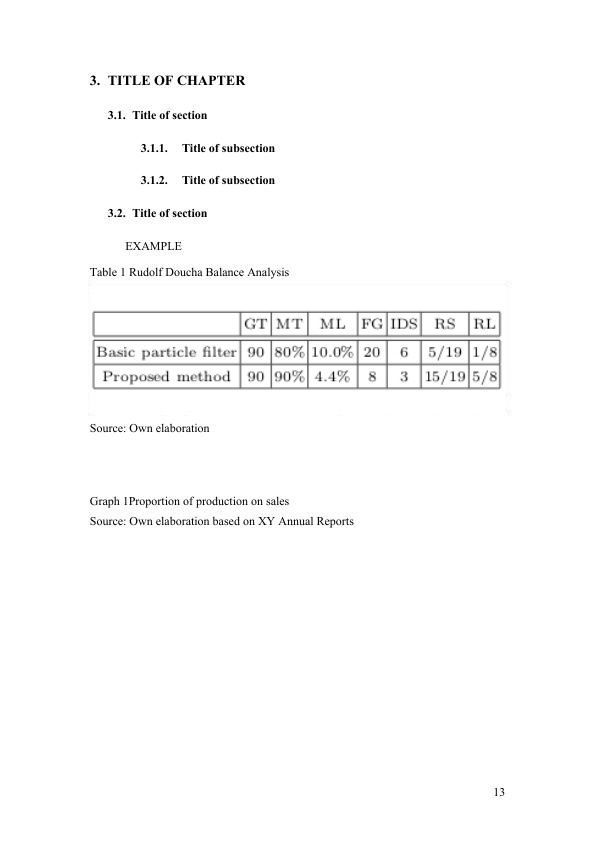 3. TITLE OF CHAPTER
3.1. Title of section
3.1.1. Title of subsection
3.1.2. Title of subsection
3.2. Title of section
EXAMPLE
Table 1 Rudolf Doucha Balance Analysis
GT MT ML FG IDS RS RL
Basic particle filter 90 80% 10.0% 20 6 5/19 1/8
Proposed method 90 90% 4.4% 8 3 15/19 5/8
Source: Own elaboration
Graph 1Proportion of production on sales
Source: Own elaboration based on XY Annual Reports
13